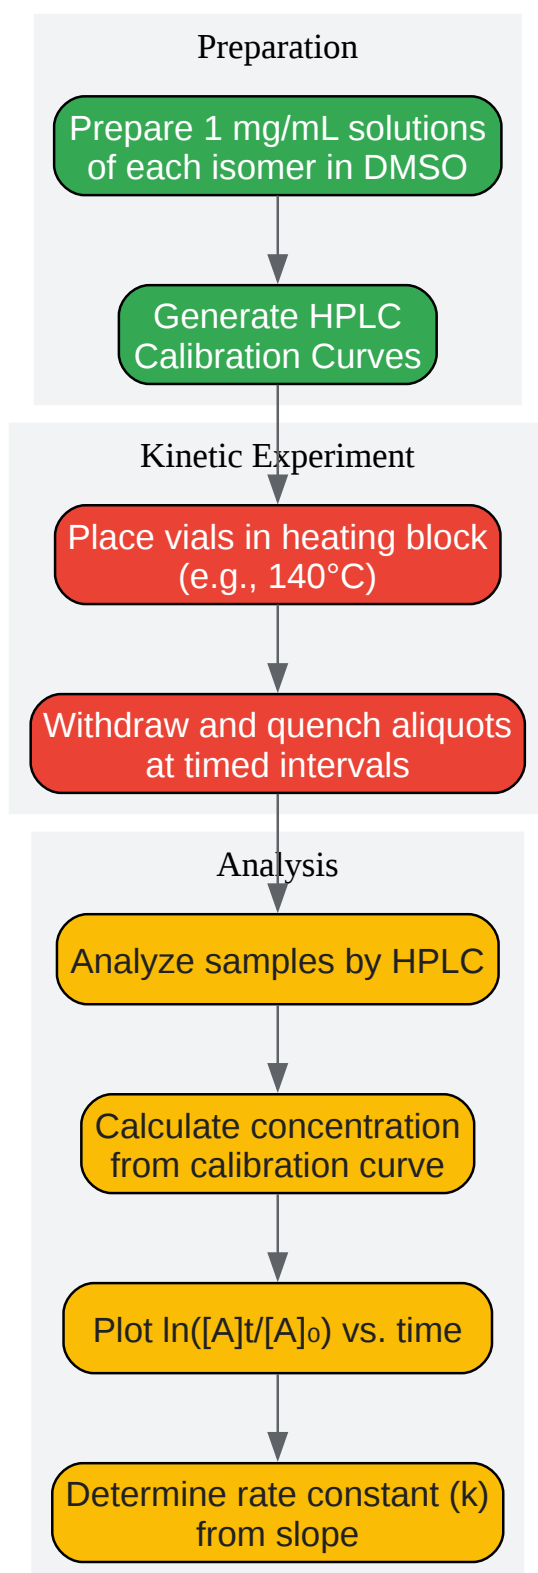 Preparation
Prepare 1 mg/mL solutions
of each isomer in DMSO
Generate HPLC
Calibration Curves
Kinetic Experiment
Place vials in heating block
(e.g., 140°C)
Withdraw and quench aliquots
at timed intervals
Analysis
Analyze samples by HPLC
Calculate concentration
from calibration curve
Plot ln([A]t/[A]₀) vs. time
Determine rate constant (k)
from slope